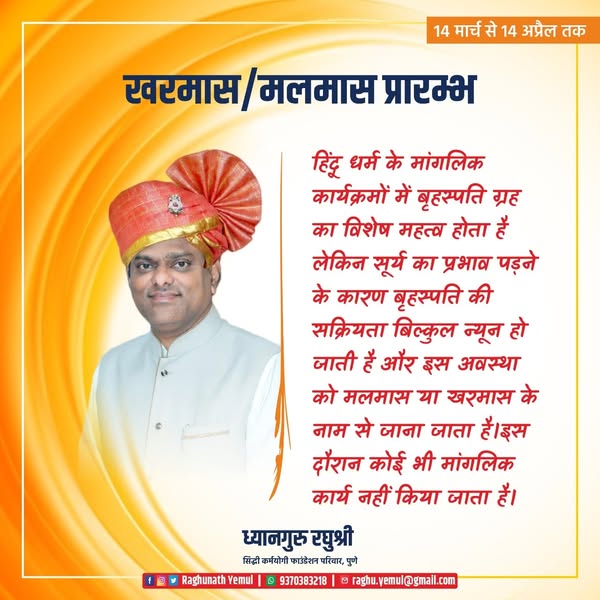 14 मार्च से 14 अप्रैल तक
खरमास/मलमास प्रारम्भ
हिंदू धर्म के मांगलिक
कार्यक्रमों में बृहस्पति ग्रह
का विशेष महत्व होता है
लेकिन सूर्य का प्रभाव पड़ने
के कारण बृहस्पति की
सक्रियता बिल्कुल न्यून हो
जाती है और इस अवस्था
को मलमास या खरमास के
नाम से जाना जाता है।इस
दौरान कोई भी मांगलिक
कार्य नहीं किया जाता है।
ध्यानगुरु रघुश्री
सिद्धी कर्मयोगी फाउंडेशन परिवार, पुणे
Raghunath Yemul | 9370383218 | raghu.yemul@gmail.com